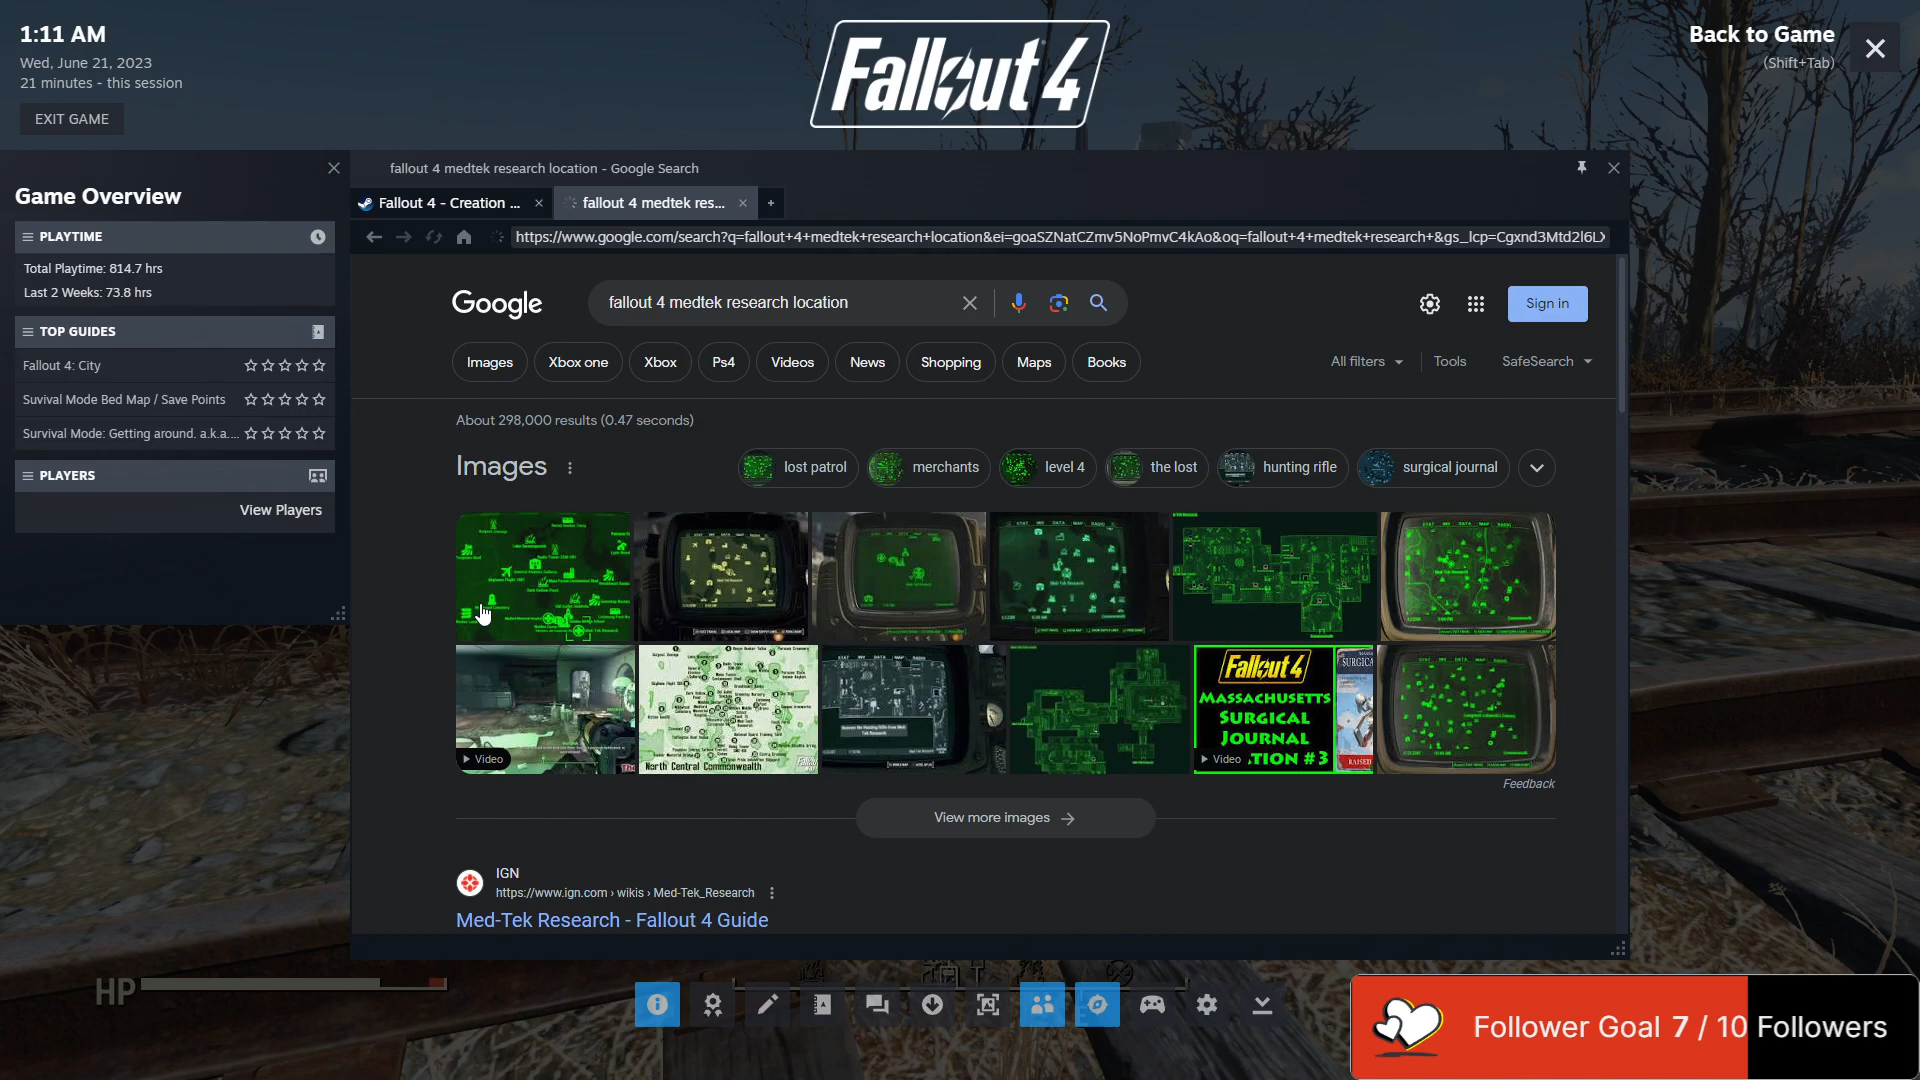 1:11 AM
Wed, June 21, 2023
21 minutes - this session
EXIT GAME
Fallout 4
Back to Game
(Shift+Tab)
Game Overview
PLAYTIME
Total Playtime: 814.7 hrs
Last 2 Weeks: 73.8 hrs
TOP GUIDES
Fallout 4: City
Suvival Mode Bed Map / Save Points
Survival Mode: Getting around. a.k.a....
PLAYERS
View Players
fallout 4 medtek research location - Google Search
Fallout 4 - Creation ...
fallout 4 medtek res...
https://www.google.com/search?q=fallout+4+medtek+research+location&ei=goaSZNatCZmv5NoPmvC4kAo&oq=fallout+4+medtek+research+&gs_lcp=Cgxnd3Mtd2l6LX
Google
fallout 4 medtek research location
Sign in
Images
Xbox one
Xbox
Ps4
Videos
News
Shopping
Maps
Books
All filters
Tools
SafeSearch
About 298,000 results (0.47 seconds)
Images
lost patrol
merchants
level 4
the lost
hunting rifle
surgical journal
Video
North Central Commonwealth
Fallout 4
MASSACHUSETTS
SURGICAL
JOURNAL
TION #3
Video
Feedback
View more images
IGN
https://www.ign.com › wikis › Med-Tek_Research
Med-Tek Research - Fallout 4 Guide
HP
Follower Goal 7 / 10 Followers